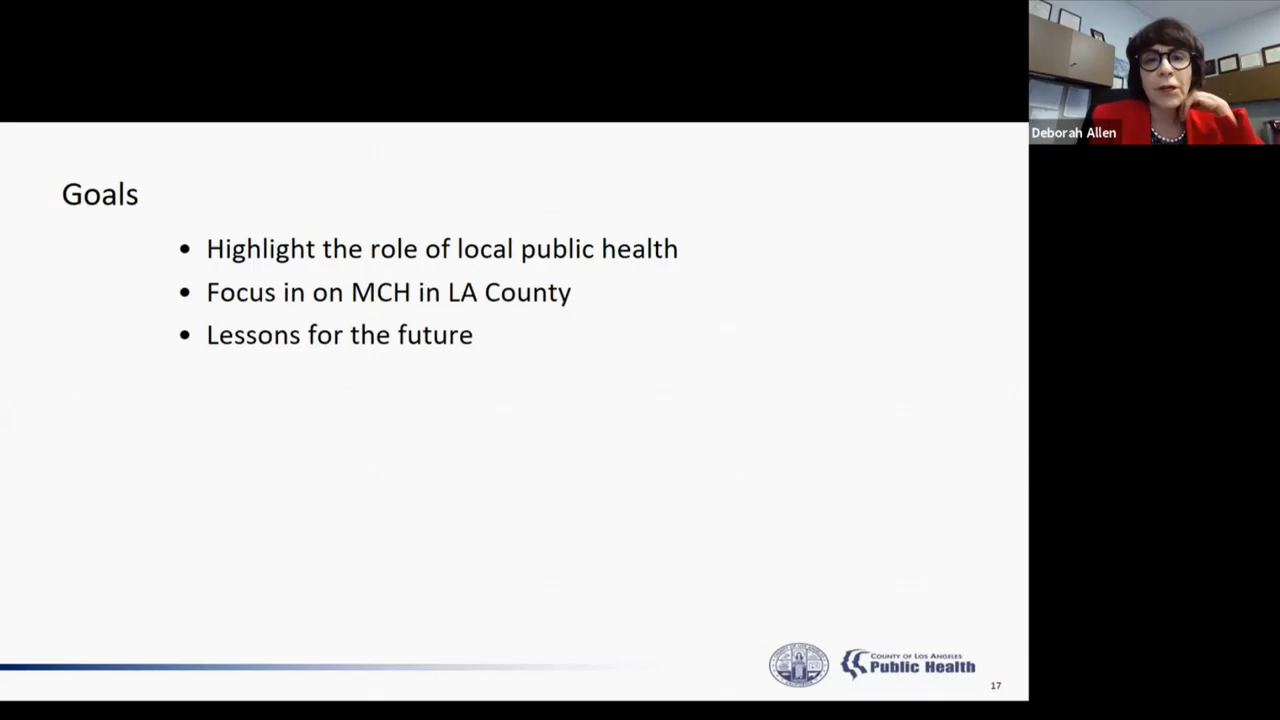 Deborah Allen
Goals
• Highlight the role of local public health
• Focus in on MCH in LA County
• Lessons for the future
County of Los Angeles
Public Health
17